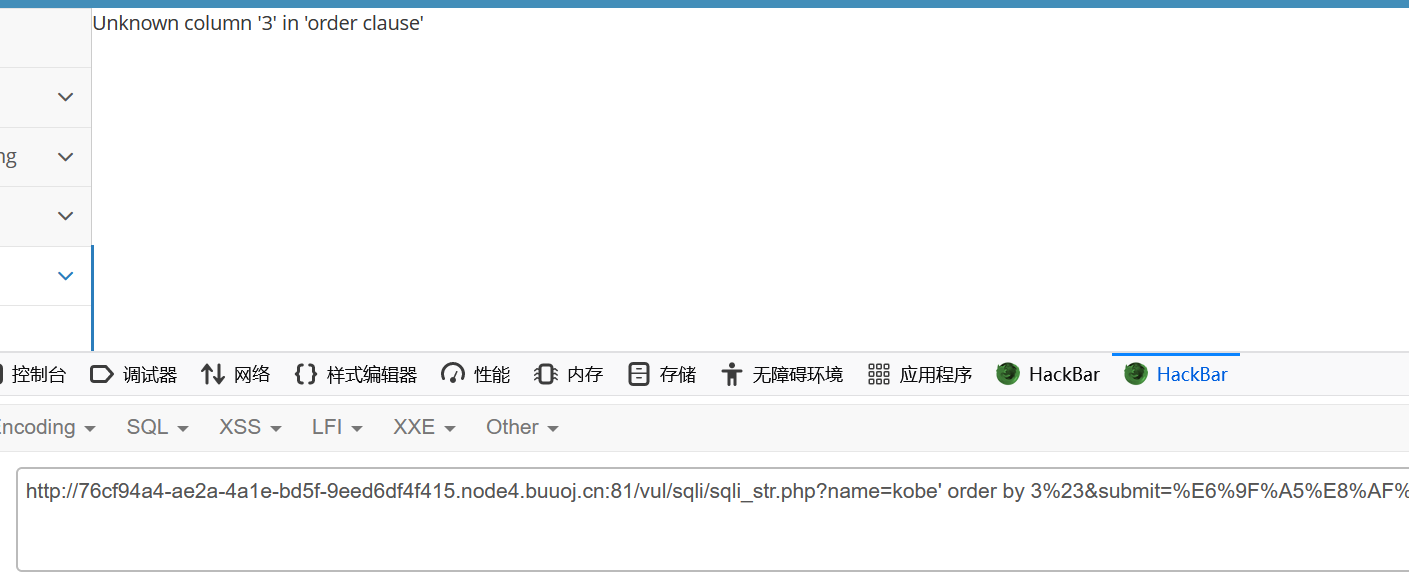 Unknown column '3' in 'order clause'
ng
控制台 调试器 网络 样式编辑器 性能 内存 存储 无障碍环境 应用程序 HackBar HackBar
Encoding SQL XSS LFI XXE Other
http://76cf94a4-ae2a-4a1e-bd5f-9eed6df4f415.node4.buuoj.cn:81/vul/sqli/sqli_str.php?name=kobe' order by 3%23&submit=%E6%9F%A5%E8%AF%